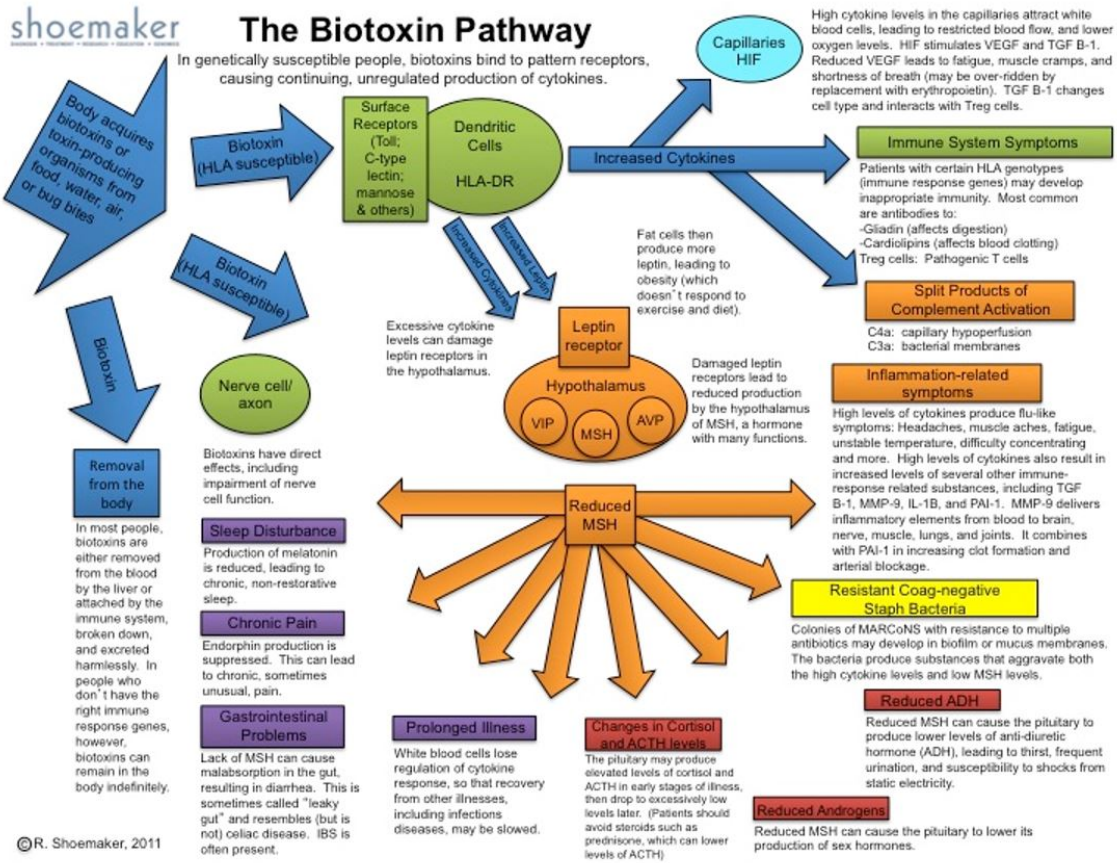 shoemaker
The Biotoxin Pathway
In genetically susceptible people, biotoxins bind to pattern receptors,
causing continuing, unregulated production of cytokines.
Body acquires
biotoxins or
toxin-producing
organisms from
food, water, air,
or bug bites
Biotoxin
(HLA susceptible)
Surface
Receptors
(Toll;
C-type
lectin;
mannose
& others)
Dendritic
Cells
HLA-DR
Increased Cytokines
Capillaries
HIF
High cytokine levels in the capillaries attract white
blood cells, leading to restricted blood flow, and lower
oxygen levels. HIF stimulates VEGF and TGF B-1.
Reduced VEGF leads to fatigue, muscle cramps, and
shortness of breath (may be over-ridden by
replacement with erythropoietin). TGF B-1 changes
cell type and interacts with Treg cells.
Immune System Symptoms
Patients with certain HLA genotypes
(immune response genes) may develop
inappropriate immunity. Most common
are antibodies to:
-Gliadin (affects digestion)
-Cardiolipins (affects blood clotting)
Treg cells: Pathogenic T cells
Split Products of
Complement Activation
C4a: capillary hypoperfusion
C3a: bacterial membranes
Inflammation-related
symptoms
High levels of cytokines produce flu-like
symptoms: Headaches, muscle aches, fatigue,
unstable temperature, difficulty concentrating
and more. High levels of cytokines also result in
increased levels of several other immune-
response related substances, including TGF
B-1, MMP-9, IL-1B, and PAI-1. MMP-9 delivers
inflammatory elements from blood to brain,
nerve, muscle, lungs, and joints. It combines
with PAI-1 in increasing clot formation and
arterial blockage.
Biotoxin
(HLA susceptible)
Increased Cytokines
Increased Leptin
Fat cells then
produce more
leptin, leading to
obesity (which
doesn't respond to
exercise and diet).
Excessive cytokine
levels can damage
leptin receptors in
the hypothalamus.
Leptin
receptor
Hypothalamus
VIP
MSH
AVP
Damaged leptin
receptors lead to
reduced production
by the hypothalamus
of MSH, a hormone
with many functions.
Biotoxin
Nerve cell/
axon
Biotoxins have direct
effects, including
impairment of nerve
cell function.
Removal
from the
body
In most people,
biotoxins are
either removed
from the blood
by the liver or
attached by the
immune system,
broken down,
and excreted
harmlessly. In
people who
don't have the
right immune
response genes,
however,
biotoxins can
remain in the
body indefinitely.
Reduced
MSH
Sleep Disturbance
Production of melatonin
is reduced, leading to
chronic, non-restorative
sleep.
Chronic Pain
Endorphin production is
suppressed. This can lead
to chronic, sometimes
unusual, pain.
Gastrointestinal
Problems
Lack of MSH can cause
malabsorption in the gut,
resulting in diarrhea. This is
sometimes called "leaky
gut" and resembles (but is
not) celiac disease. IBS is
often present.
Prolonged Illness
White blood cells lose
regulation of cytokine
response, so that recovery
from other illnesses,
including infections
diseases, may be slowed.
Changes in Cortisol
and ACTH levels
The pituitary may produce
elevated levels of cortisol and
ACTH in early stages of illness,
then drop to excessively low
levels later. (Patients should
avoid steroids such as
prednisone, which can lower
levels of ACTH)
Resistant Coag-negative
Staph Bacteria
Colonies of MARCoNS with resistance to multiple
antibiotics may develop in biofilm or mucus membranes.
The bacteria produce substances that aggravate both
the high cytokine levels and low MSH levels.
Reduced ADH
Reduced MSH can cause the pituitary to
produce lower levels of anti-diuretic
hormone (ADH), leading to thirst, frequent
urination, and susceptibility to shocks from
static electricity.
Reduced Androgens
Reduced MSH can cause the pituitary to lower its
production of sex hormones.
©R. Shoemaker, 2011